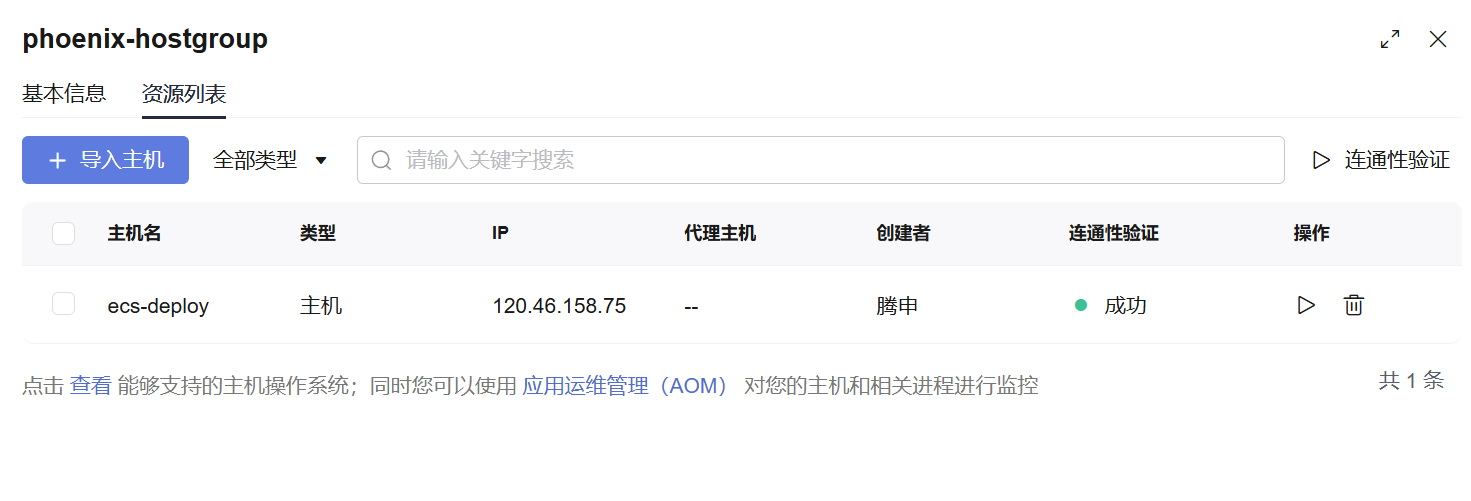 phoenix-hostgroup
基本信息 资源列表
导入主机 全部类型 请输入关键字搜索 连通性验证
主机名 类型 IP 代理主机 创建者 连通性验证 操作
ecs-deploy 主机 120.46.158.75 -- 腾申 成功
点击 查看 能够支持的主机操作系统；同时您可以使用 应用运维管理（AOM） 对您的主机和相关进程进行监控 共 1 条